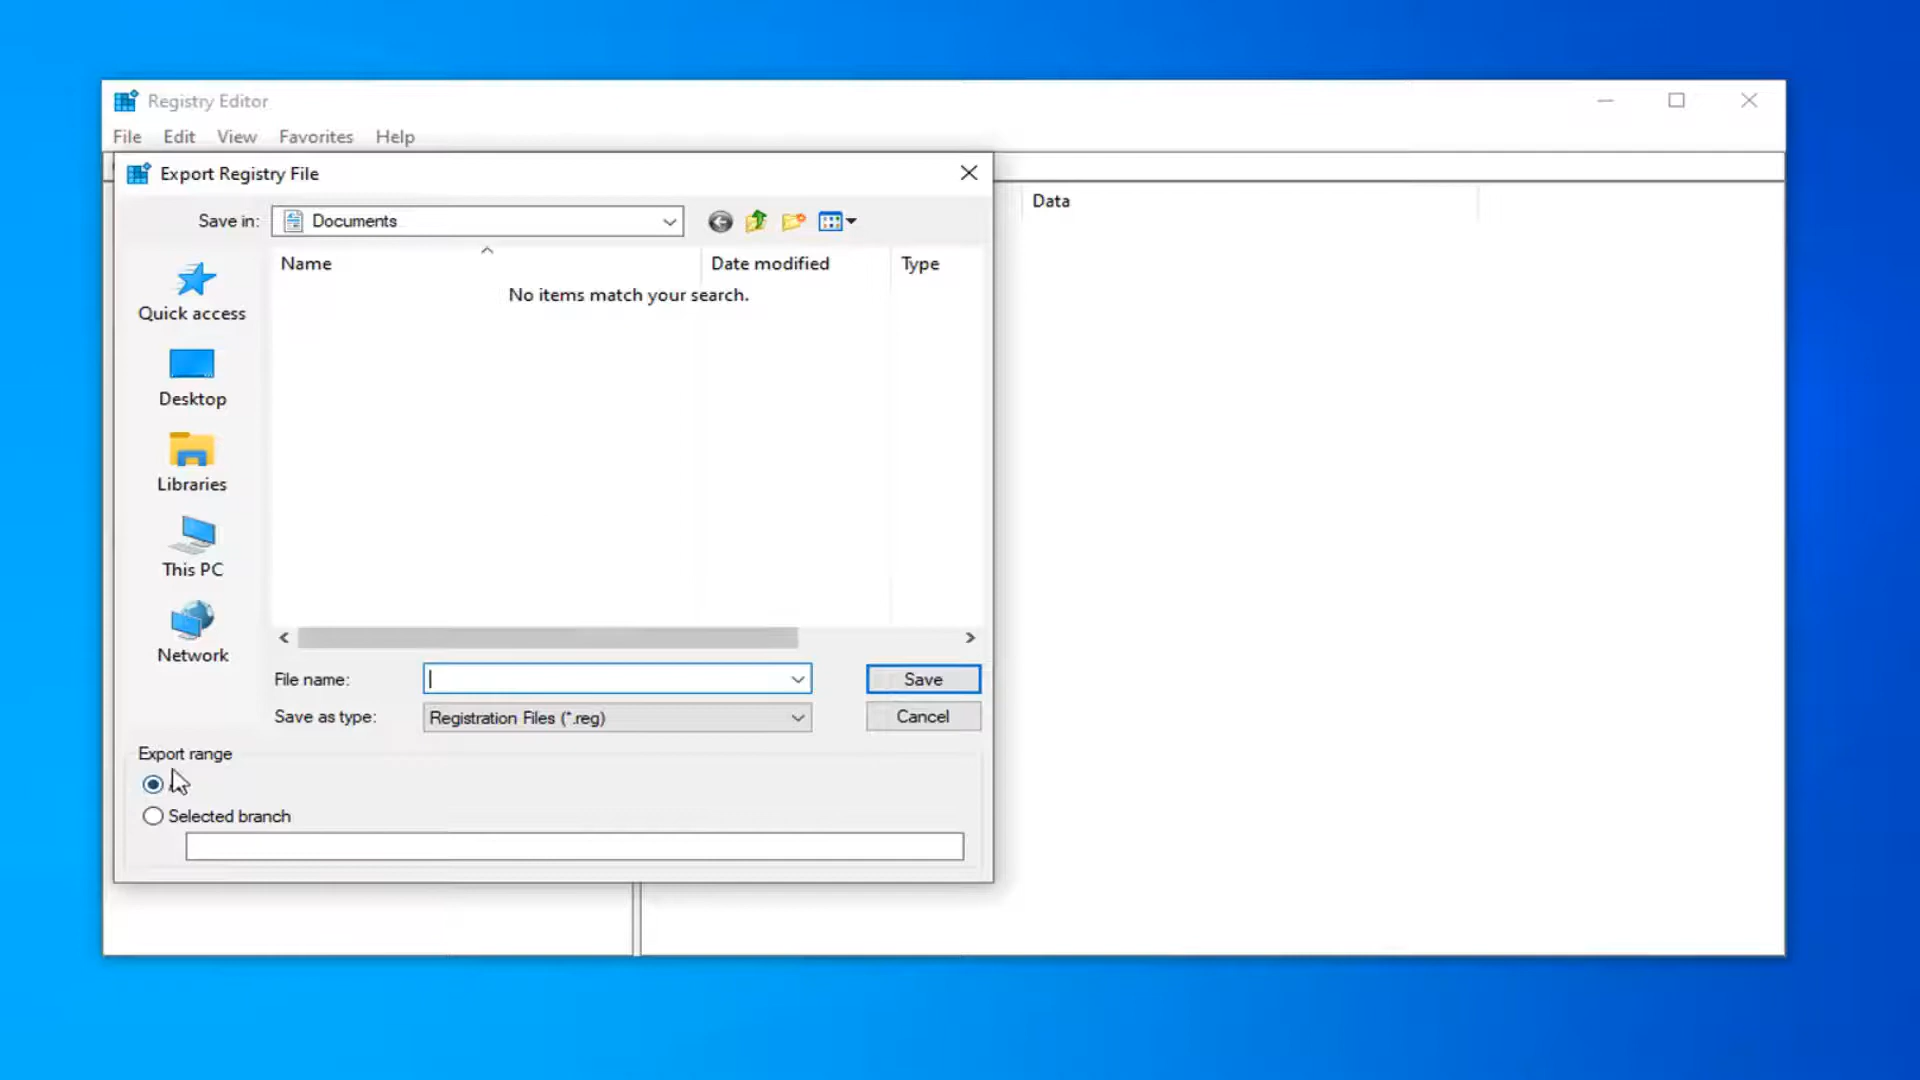 Registry Editor
File Edit View Favorites Help
Export Registry File
Save in: Documents
Data
Name Date modified Type
No items match your search.
Quick access
Desktop
Libraries
This PC
Network
File name: Save
Save as type: Registration Files (*.reg) Cancel
Export range
Selected branch